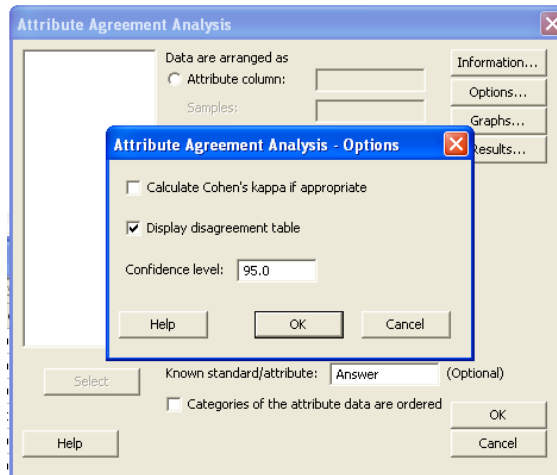 Attribute Agreement Analysis
Data are arranged as
Attribute column:
Samples:
Information...
Options...
Graphs...
Results...
Attribute Agreement Analysis - Options
Calculate Cohen's kappa if appropriate
Display disagreement table
Confidence level: 95.0
Help OK Cancel
Select
Known standard/attribute: Answer (Optional)
Categories of the attribute data are ordered
OK
Help Cancel